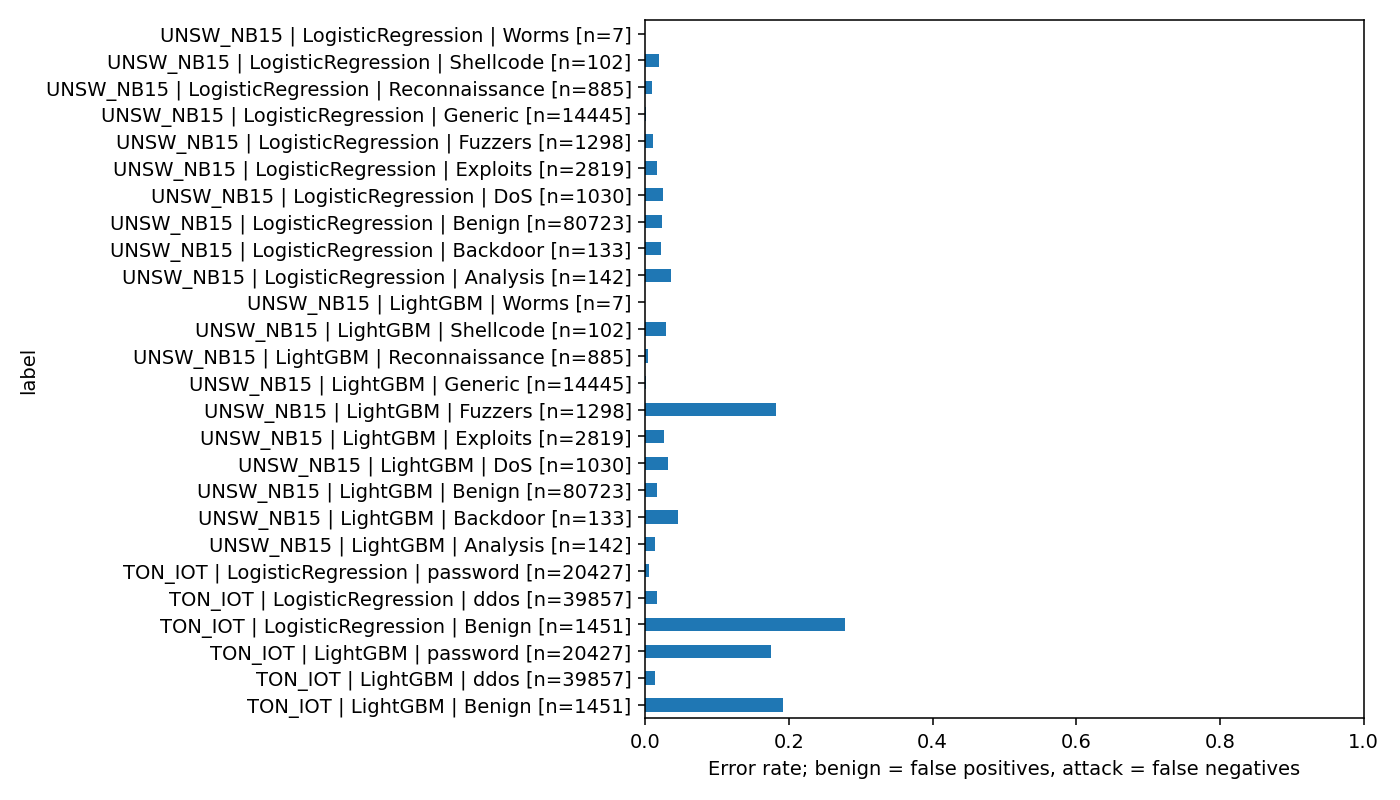 UNSW_NB15 | LogisticRegression | Worms [n=7]
UNSW_NB15 | LogisticRegression | Shellcode [n=102]
UNSW_NB15 | LogisticRegression | Reconnaissance [n=885]
UNSW_NB15 | LogisticRegression | Generic [n=14445]
UNSW_NB15 | LogisticRegression | Fuzzers [n=1298]
UNSW_NB15 | LogisticRegression | Exploits [n=2819]
UNSW_NB15 | LogisticRegression | DoS [n=1030]
UNSW_NB15 | LogisticRegression | Benign [n=80723]
UNSW_NB15 | LogisticRegression | Backdoor [n=133]
UNSW_NB15 | LogisticRegression | Analysis [n=142]
UNSW_NB15 | LightGBM | Worms [n=7]
UNSW_NB15 | LightGBM | Shellcode [n=102]
UNSW_NB15 | LightGBM | Reconnaissance [n=885]
UNSW_NB15 | LightGBM | Generic [n=14445]
UNSW_NB15 | LightGBM | Fuzzers [n=1298]
UNSW_NB15 | LightGBM | Exploits [n=2819]
UNSW_NB15 | LightGBM | DoS [n=1030]
UNSW_NB15 | LightGBM | Benign [n=80723]
UNSW_NB15 | LightGBM | Backdoor [n=133]
UNSW_NB15 | LightGBM | Analysis [n=142]
TON_IOT | LogisticRegression | password [n=20427]
TON_IOT | LogisticRegression | ddos [n=39857]
TON_IOT | LogisticRegression | Benign [n=1451]
TON_IOT | LightGBM | password [n=20427]
TON_IOT | LightGBM | ddos [n=39857]
TON_IOT | LightGBM | Benign [n=1451]
label
0.0 0.2 0.4 0.6 0.8 1.0
Error rate; benign = false positives, attack = false negatives